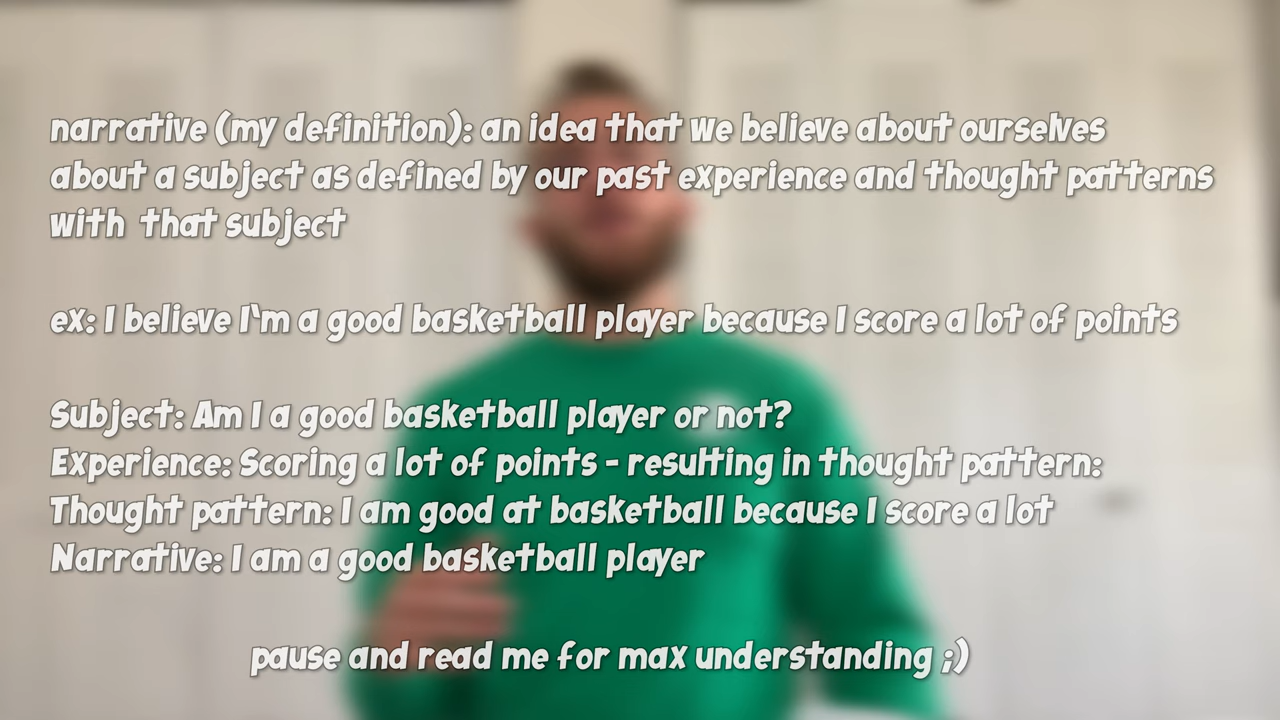 narrative (my definition): an idea that we believe about ourselves
about a subject as defined by our past experience and thought patterns
with that subject
ex: I believe I'm a good basketball player because I score a lot of points
Subject: Am I a good basketball player or not?
Experience: Scoring a lot of points - resulting in thought pattern:
Thought pattern: I am good at basketball because I score a lot
Narrative: I am a good basketball player
pause and read me for max understanding ;)